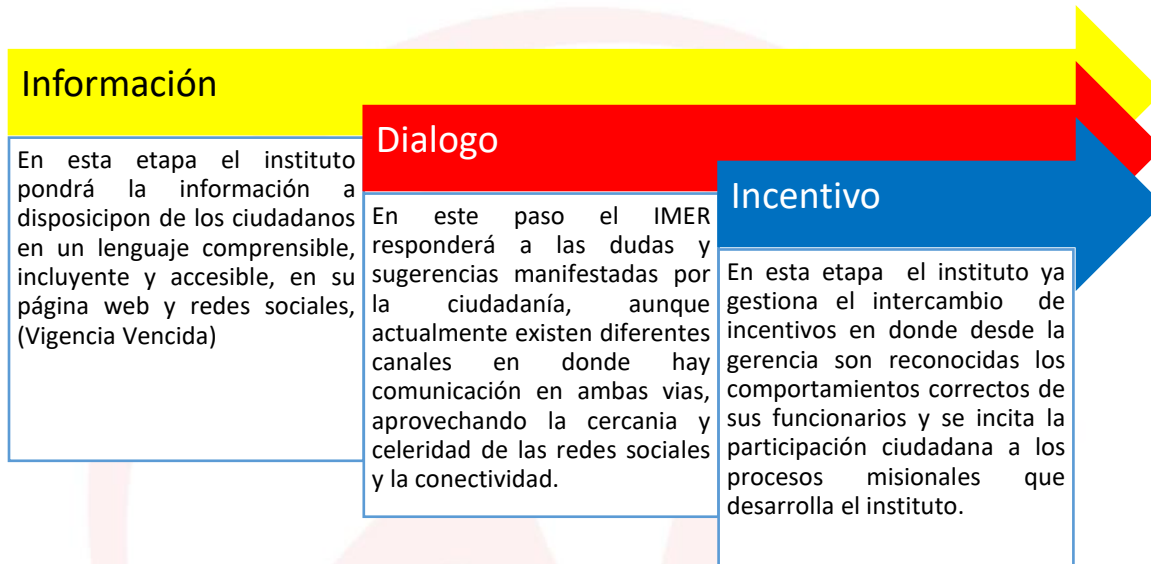 Información
En esta etapa el instituto
pondrá la información a
disposicipon de los ciudadanos
en un lenguaje comprensible,
incluyente y accesible, en su
página web y redes sociales,
(Vigencia Vencida)
Dialogo
En este paso el IMER
responderá a las dudas y
sugerencias manifestadas por
la ciudadanía, aunque
actualmente existen diferentes
canales en donde hay
comunicación en ambas vias,
aprovechando la cercania y
celeridad de las redes sociales
y la conectividad.
Incentivo
En esta etapa el instituto ya
gestiona el intercambio de
incentivos en donde desde la
gerencia son reconocidas los
comportamientos correctos de
sus funcionarios y se incita la
participación ciudadana a los
procesos misionales que
desarrolla el instituto.